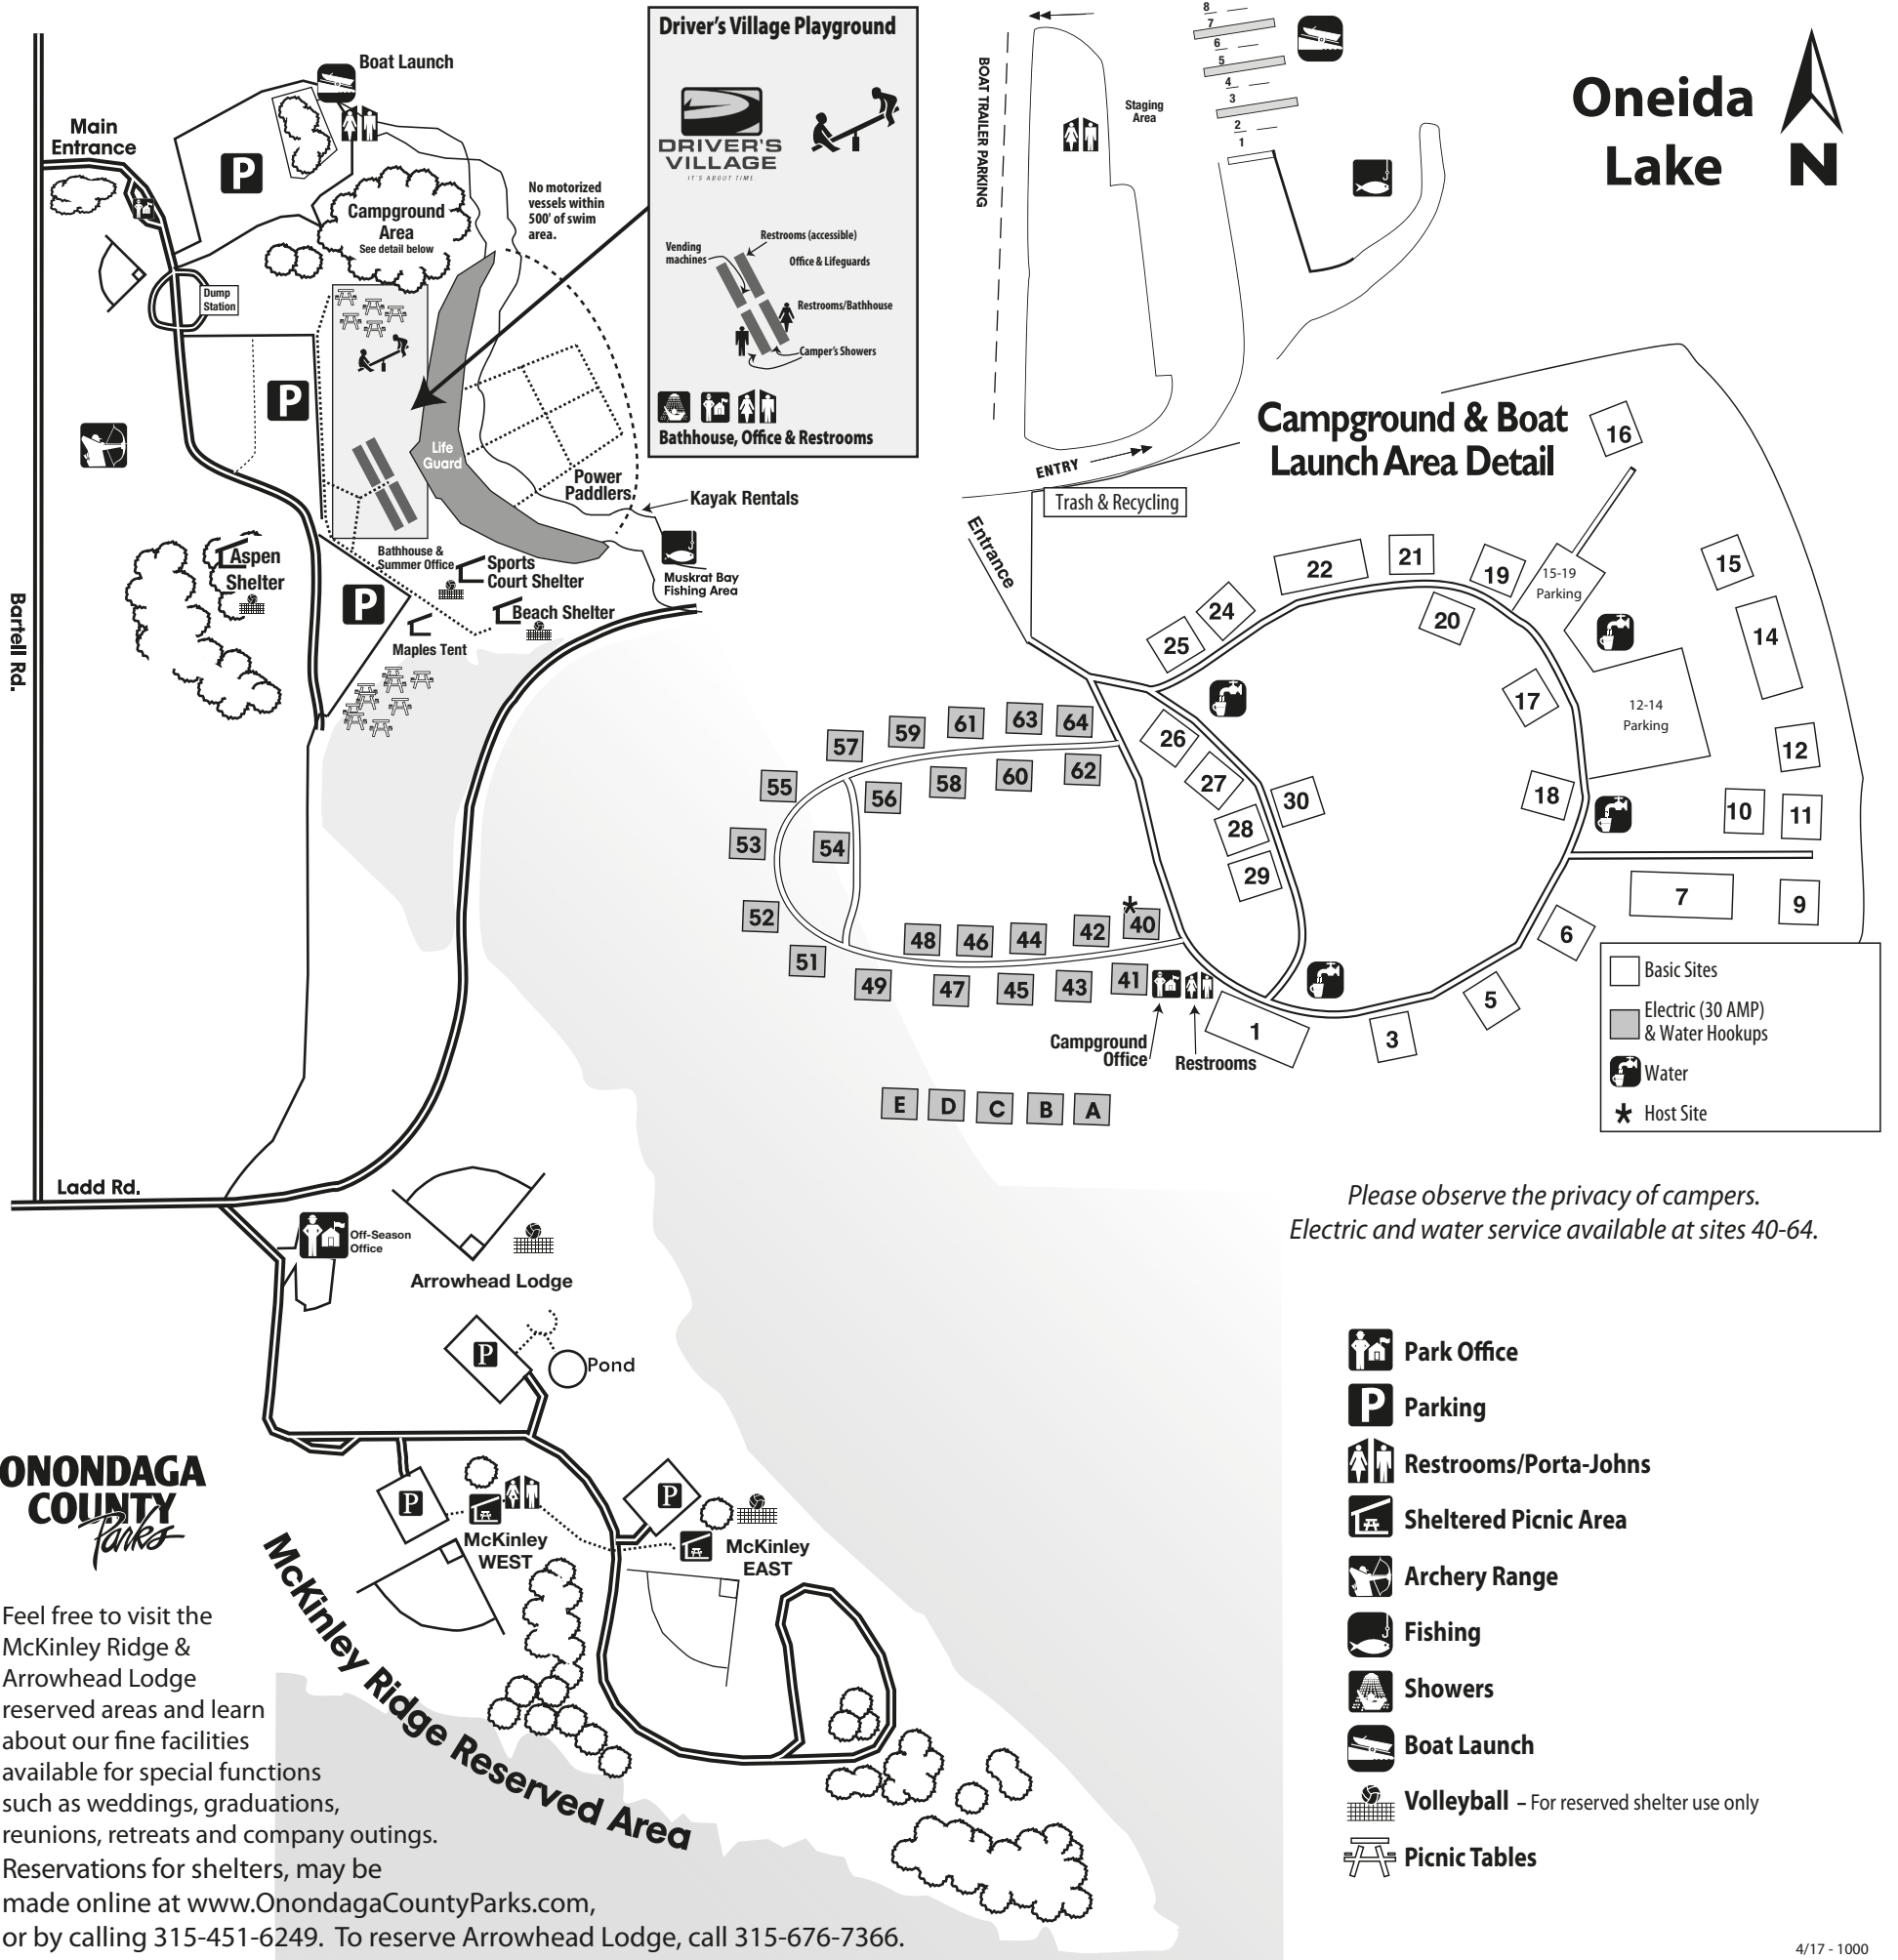 Oneida
Lake
N
Boat Launch
Main
Entrance
P
Campground
Area
See detail below
No motorized
vessels within
500' of swim
area.
Dump
Station
P
Life
Guard
Power
Paddlers
Kayak Rentals
Aspen
Shelter
Bathhouse &
Summer Office
Sports
Court Shelter
Muskrat Bay
Fishing Area
P
Beach Shelter
Maples Tent
Bartell Rd.
Ladd Rd.
Driver's Village Playground
DRIVER'S
VILLAGE
IT'S ABOUT TIME
Vending
machines
Restrooms (accessible)
Office & Lifeguards
Restrooms/Bathhouse
Camper's Showers
Bathhouse, Office & Restrooms
BOAT TRAILER PARKING
Staging
Area
8
7
6
5
4
3
2
1
ENTRY
Trash & Recycling
Entrance
Campground & Boat
Launch Area Detail
16
15
14
12
11
10
9
7
6
5
3
1
15-19
Parking
12-14
Parking
22
21
19
20
24
25
17
18
26
27
28
29
30
57
59
61
63
64
55
56
58
60
62
53
54
52
51
48
46
44
42
40
49
47
45
43
41
Campground
Office
Restrooms
E
D
C
B
A
Basic Sites
Electric (30 AMP)
& Water Hookups
Water
Host Site
Please observe the privacy of campers.
Electric and water service available at sites 40-64.
Off-Season
Office
Arrowhead Lodge
P
Pond
P
McKinley
WEST
P
McKinley
EAST
McKinley Ridge Reserved Area
ONONDAGA
COUNTY
Parks
Feel free to visit the
McKinley Ridge &
Arrowhead Lodge
reserved areas and learn
about our fine facilities
available for special functions
such as weddings, graduations,
reunions, retreats and company outings.
Reservations for shelters, may be
made online at www.OnondagaCountyParks.com,
or by calling 315-451-6249. To reserve Arrowhead Lodge, call 315-676-7366.
Park Office
P Parking
Restrooms/Porta-Johns
Sheltered Picnic Area
Archery Range
Fishing
Showers
Boat Launch
Volleyball – For reserved shelter use only
Picnic Tables
4/17 - 1000